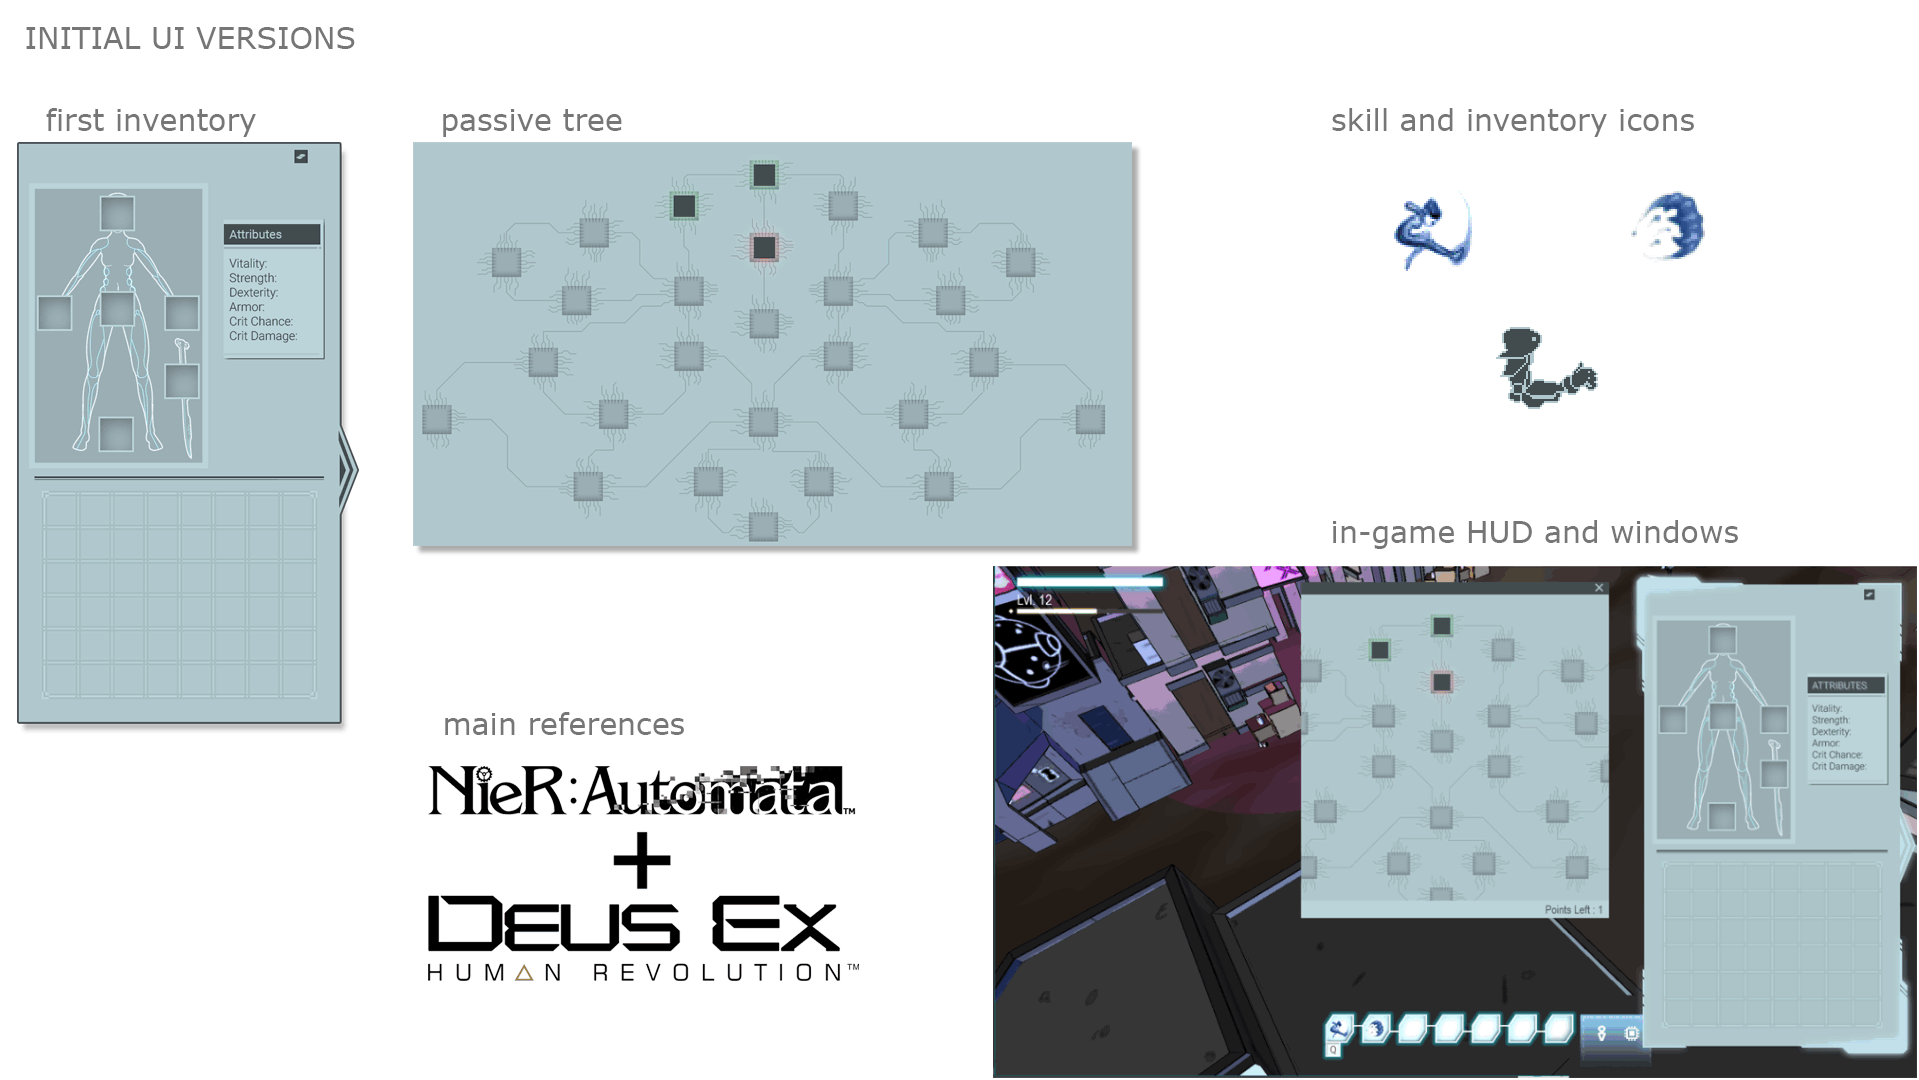 INITIAL UI VERSIONS
first inventory
Attributes
Vitality:
Strength:
Dexterity:
Armor:
Crit Chance:
Crit Damage:
passive tree
skill and inventory icons
main references
NieR:Automata™
+
DEUS EX
HUMAN REVOLUTION™
in-game HUD and windows
Lvl. 12
Points Left : 1
ATTRIBUTES
Vitality:
Strength:
Dexterity:
Armor:
Crit Chance:
Crit Damage:
Q